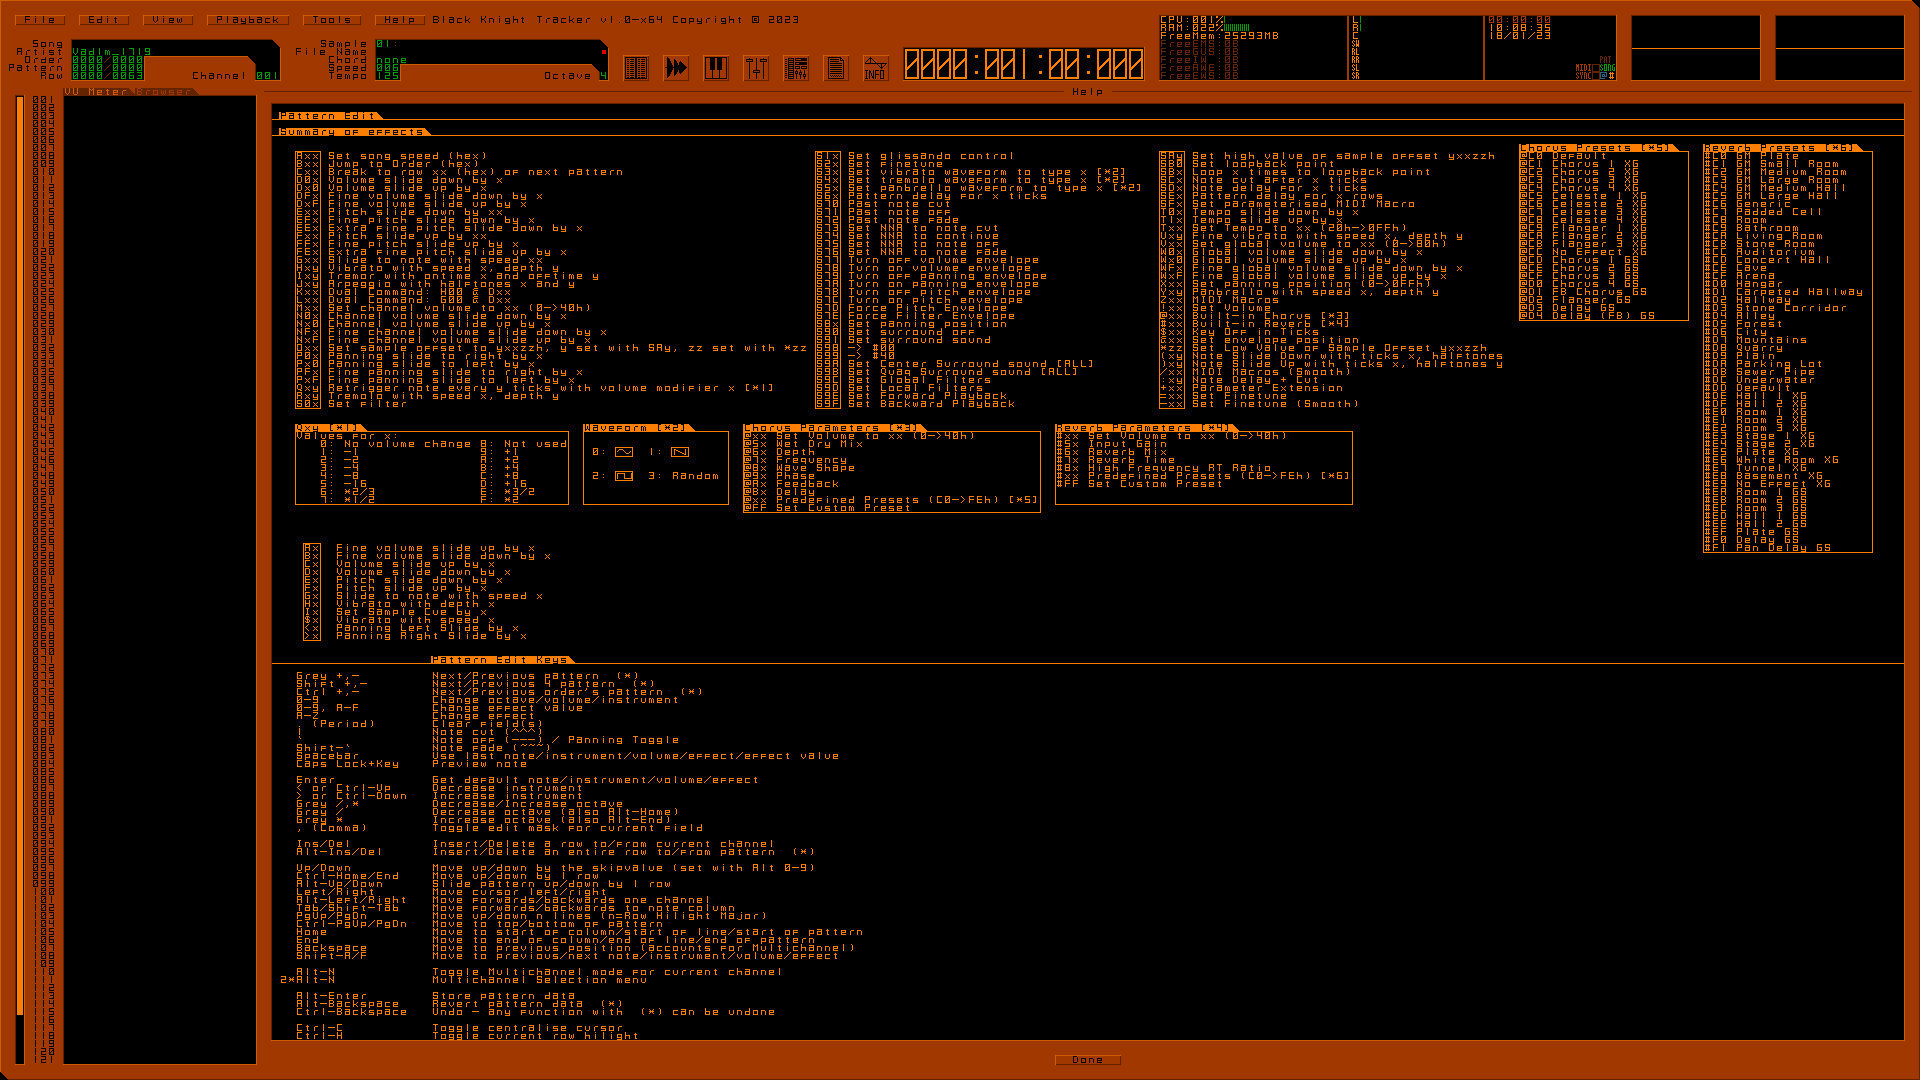 File Edit View Playback Tools Help Black Knight Tracker v1.0-x64 Copyright © 2023
Song
Artist Vadim_1719
Order
Pattern
Row
Channel 001
Sample 01:
File Name
Chord none
Speed
Tempo 125
Octave 4
INFO
0000:001:00:000
CPU:001%
RAM:022%
FreeMem:25293MB
00:00:00
10:08:35
18/01/23
VU Meter Browser
Help
Pattern Edit
Summary of effects
Axx Set song speed (hex)
Bxx Jump to Order (hex)
Cxx Break to row xx (hex) of next pattern
D0x Volume slide down by x
Dx0 Volume slide up by x
DFx Fine volume slide down by x
DxF Fine volume slide up by x
Exx Pitch slide down by xx
EFx Fine pitch slide down by x
EEx Extra fine pitch slide down by x
Fxx Pitch slide up by xx
FFx Fine pitch slide up by x
FEx Extra fine pitch slide up by x
Gxx Slide to note with speed xx
Hxy Vibrato with speed x, depth y
Ixy Tremor with ontime x and offtime y
Jxy Arpeggio with halftones x and y
Kxx Dual Command: H00 & Dxx
Lxx Dual Command: G00 & Dxx
Mxx Set channel volume to xx (0->40h)
N0x Channel volume slide down by x
Nx0 Channel volume slide up by x
NFx Fine channel volume slide down by x
NxF Fine channel volume slide up by x
Oxx Set sample offset to yxxzzh, y set with SAy, zz set with *zz
P0x Panning slide to right by x
Px0 Panning slide to left by x
PFx Fine panning slide to right by x
PxF Fine panning slide to left by x
Qxy Retrigger note every y ticks with volume modifier x [*1]
Rxy Tremolo with speed x, depth y
S0x Set filter
S1x Set glissando control
S2x Set finetune
S3x Set vibrato waveform to type x [*2]
S4x Set tremolo waveform to type x [*2]
S5x Set panbrello waveform to type x [*2]
S6x Pattern delay for x ticks
S70 Past note cut
S71 Past note off
S72 Past note fade
S73 Set NNA to note cut
S74 Set NNA to continue
S75 Set NNA to note off
S76 Set NNA to note fade
S77 Turn off volume envelope
S78 Turn on volume envelope
S79 Turn off panning envelope
S7A Turn on panning envelope
S7B Turn off pitch envelope
S7C Turn on pitch envelope
S7D Force Pitch Envelope
S7E Force Filter Envelope
S8x Set panning position
S90 Set surround off
S91 Set surround sound
S98 -> #00
S99 -> #40
S9A Set Center Surround sound [ALL]
S9B Set Quad Surround sound [ALL]
S9C Set Global Filters
S9D Set Local Filters
S9E Set Forward Playback
S9F Set Backward Playback
SAy Set high value of sample offset yxxzzh
SB0 Set loopback point
SBx Loop x times to loopback point
SCx Note cut after x ticks
SDx Note delay for x ticks
SEx Pattern delay for x rows
SFx Set parameterised MIDI Macro
T0x Tempo slide down by x
T1x Tempo slide up by x
Txx Set Tempo to xx (20h->0FFh)
Uxy Fine vibrato with speed x, depth y
Vxx Set global volume to xx (0->80h)
W0x Global volume slide down by x
Wx0 Global volume slide up by x
WFx Fine global volume slide down by x
WxF Fine global volume slide up by x
Xxx Set panning position (0->0FFh)
Yxy Panbrello with speed x, depth y
Zxx MIDI Macros
!xx Set Volume
@xx Built-in Chorus [*3]
#xx Built-in Reverb [*4]
$xx Key Off in Ticks
&xx Set envelope position
*zz Set Low Value of Sample Offset yxxzzh
(xy Note Slide Down with ticks x, halftones y
)xy Note Slide Up with ticks x, halftones y
/xx MIDI Macros (Smooth)
:xy Note Delay + Cut
+xx Parameter Extension
=xx Set Finetune
-xx Set Finetune (Smooth)
Chorus Presets [*5]
@C0 Default
@C1 Chorus 1 XG
@C2 Chorus 2 XG
@C3 Chorus 3 XG
@C4 Chorus 4 XG
@C5 Celeste 1 XG
@C6 Celeste 2 XG
@C7 Celeste 3 XG
@C8 Celeste 4 XG
@C9 Flanger 1 XG
@CA Flanger 2 XG
@CB Flanger 3 XG
@CC No Effect XG
@CD Chorus 1 GS
@CE Chorus 2 GS
@CF Chorus 3 GS
@D0 Chorus 4 GS
@D1 FB Chorus GS
@D2 Flanger GS
@D3 Delay GS
@D4 Delay (FB) GS
Reverb Presets [*6]
#C0 GM Plate
#C1 GM Small Room
#C2 GM Medium Room
#C3 GM Large Room
#C4 GM Medium Hall
#C5 GM Large Hall
#C6 Generic
#C7 Padded Cell
#C8 Room
#C9 Bathroom
#CA Living Room
#CB Stone Room
#CC Auditorium
#CD Concert Hall
#CE Cave
#CF Arena
#D0 Hangar
#D1 Carpeted Hallway
#D2 Hallway
#D3 Stone Corridor
#D4 Alley
#D5 Forest
#D6 City
#D7 Mountains
#D8 Quarry
#D9 Plain
#DA Parking Lot
#DB Sewer Pipe
#DC Underwater
#DD Default
#DE Hall 1 XG
#DF Hall 2 XG
#E0 Room 1 XG
#E1 Room 2 XG
#E2 Room 3 XG
#E3 Stage 1 XG
#E4 Stage 2 XG
#E5 Plate XG
#E6 White Room XG
#E7 Tunnel XG
#E8 Basement XG
#E9 No Effect XG
#EA Room 1 GS
#EB Room 2 GS
#EC Room 3 GS
#ED Hall 1 GS
#EE Hall 2 GS
#EF Plate GS
#F0 Delay GS
#F1 Pan Delay GS
Qxy [*1]
Values for x:
0: No volume change 8: Not used
1: -1 9: +1
2: -2 A: +2
3: -4 B: +4
4: -8 C: +8
5: -16 D: +16
6: *2/3 E: *3/2
7: *1/2 F: *2
Waveform [*2]
0: 1:
2: 3: Random
Chorus Parameters [*3]
@xx Set Volume to xx (0->40h)
@5x Wet Dry Mix
@6x Depth
@7x Frequency
@8x Wave Shape
@9x Phase
@Ax Feedback
@Bx Delay
@xx Predefined Presets (C0->FEh) [*5]
@FF Set Custom Preset
Reverb Parameters [*4]
#xx Set Volume to xx (0->40h)
#5x Input Gain
#6x Reverb Mix
#7x Reverb Time
#8x High Frequency RT Ratio
#xx Predefined Presets (C0->FEh) [*6]
#FF Set Custom Preset
Ax Fine volume slide up by x
Bx Fine volume slide down by x
Cx Volume slide up by x
Dx Volume slide down by x
Ex Pitch slide down by x
Fx Pitch slide up by x
Gx Slide to note with speed x
Hx Vibrato with depth x
Ix Set Sample Cue by x
$x Vibrato with speed x
<x Panning Left Slide by x
>x Panning Right Slide by x
Pattern Edit Keys
Grey +,- Next/Previous pattern (*)
Shift +,- Next/Previous 4 pattern (*)
Ctrl +,- Next/Previous order's pattern (*)
0-9 Change octave/volume/instrument
0-9, A-F Change effect value
A-Z Change effect
. (Period) Clear field(s)
| Note cut (^^^)
` Note off (---) / Panning Toggle
Shift-` Note fade (~~~)
Spacebar Use last note/instrument/volume/effect/effect value
Caps Lock+Key Preview note
Enter Get default note/instrument/volume/effect
< or Ctrl-Up Decrease instrument
> or Ctrl-Down Increase instrument
Grey /,* Decrease/Increase octave
Grey / Decrease octave (also Alt-Home)
Grey * Increase octave (also Alt-End)
, (Comma) Toggle edit mask for current field
Ins/Del Insert/Delete a row to/from current channel
Alt-Ins/Del Insert/Delete an entire row to/from pattern (*)
Up/Down Move up/down by the skipvalue (set with Alt 0-9)
Ctrl-Home/End Move up/down by 1 row
Alt-Up/Down Slide pattern up/down by 1 row
Left/Right Move cursor left/right
Alt-Left/Right Move forwards/backwards one channel
Tab/Shift-Tab Move forwards/backwards to note column
PgUp/PgDn Move up/down n lines (n=Row Hilight Major)
Ctrl-PgUp/PgDn Move to top/bottom of pattern
Home Move to start of column/start of line/start of pattern
End Move to end of column/end of line/end of pattern
Backspace Move to previous position (accounts for Multichannel)
Shift-A/F Move to previous/next note/instrument/volume/effect
Alt-N Toggle Multichannel mode for current channel
2*Alt-N Multichannel Selection menu
Alt-Enter Store pattern data
Alt-Backspace Revert pattern data (*)
Ctrl-Backspace Undo - any function with (*) can be undone
Ctrl-C Toggle centralise cursor
Ctrl-H Toggle current row hilight
Done